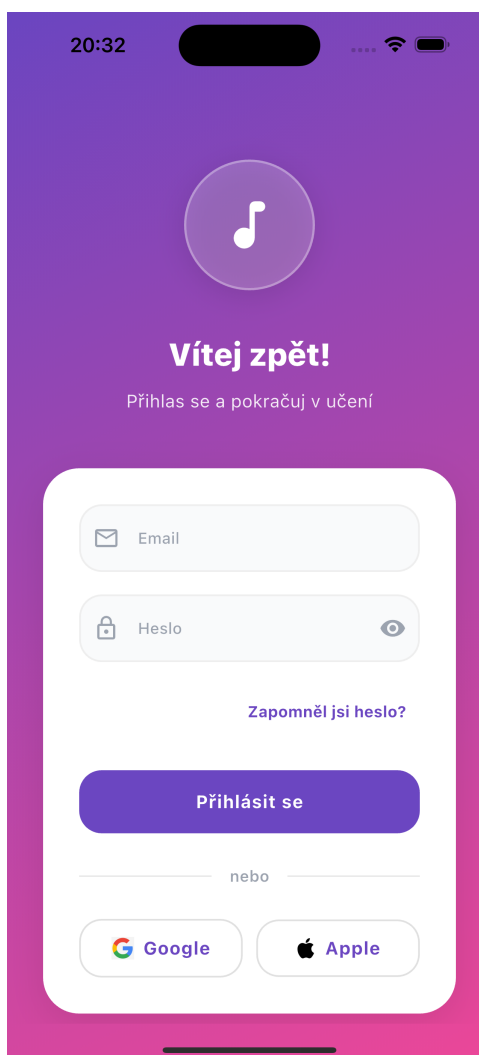 20:32
Vítej zpět!
Přihlas se a pokračuj v učení
Email
Heslo
Zapomněl jsi heslo?
Přihlásit se
nebo
Google
Apple